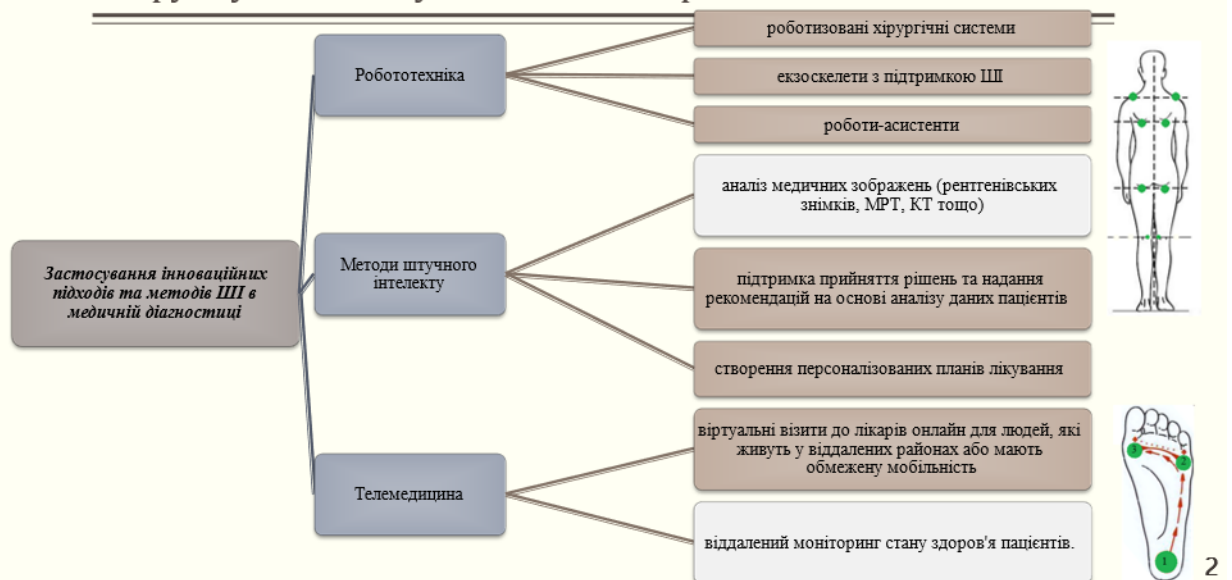 роботизовані хірургічні системи
Робототехніка
екзоскелети з підтримкою ШІ
роботи-асистенти
аналіз медичних зображень (рентгенівських
знімків, МРТ, КТ тощо)
Застосування інноваційних
підходів та методів ШІ в
медичній діагностиці
Методи штучного
інтелекту
підтримка прийняття рішень та надання
рекомендацій на основі аналізу даних пацієнтів
створення персоналізованих планів лікування
віртуальні візити до лікарів онлайн для людей, які
живуть у віддалених районах або мають
обмежену мобільність
Телемедицина
віддалений моніторинг стану здоров'я пацієнтів.
3
2
1
2